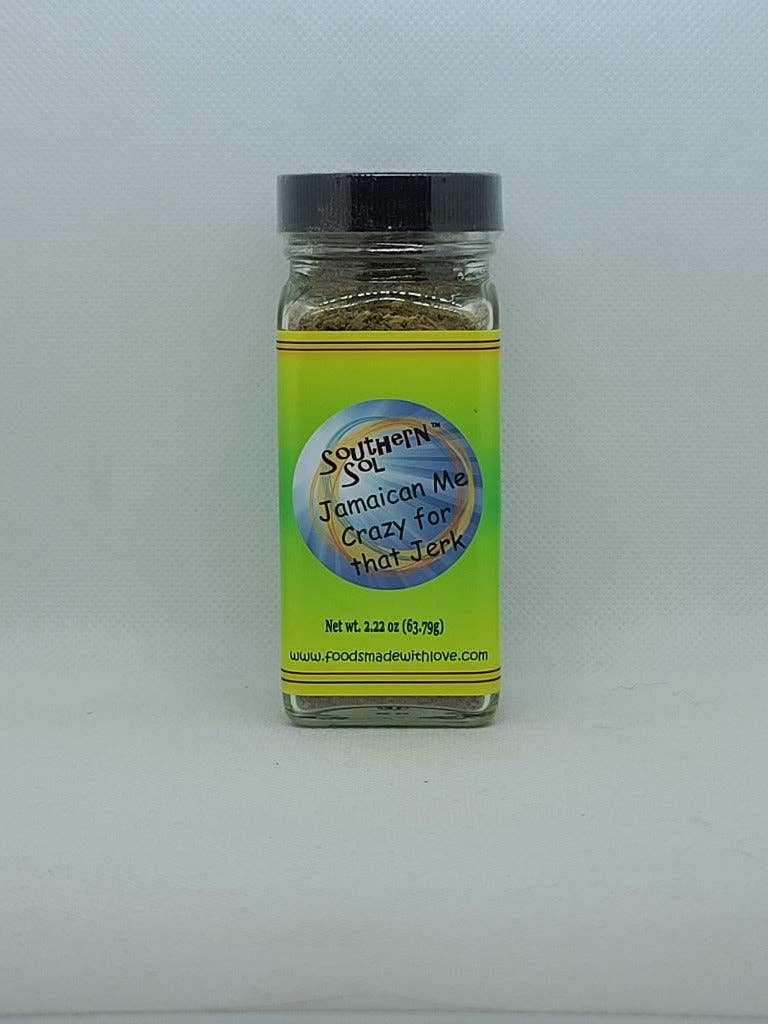 SOUTHERN™
SOL
Jamaican Me
Crazy for
that Jerk
Net wt. 2.22 oz (63.79g)
www.foodsmadewithlove.com